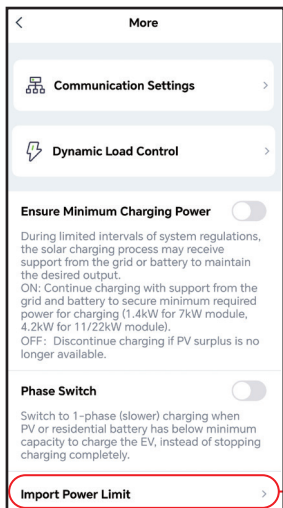 More
Communication Settings
Dynamic Load Control
Ensure Minimum Charging Power
During limited intervals of system regulations,
the solar charging process may receive
support from the grid or battery to maintain
the desired output.
ON: Continue charging with support from the
grid and battery to secure minimum required
power for charging (1.4kW for 7kW module,
4.2kW for 11/22kW module).
OFF: Discontinue charging if PV surplus is no
longer available.
Phase Switch
Switch to 1-phase (slower) charging when
PV or residential battery has below minimum
capacity to charge the EV, instead of stopping
charging completely.
Import Power Limit